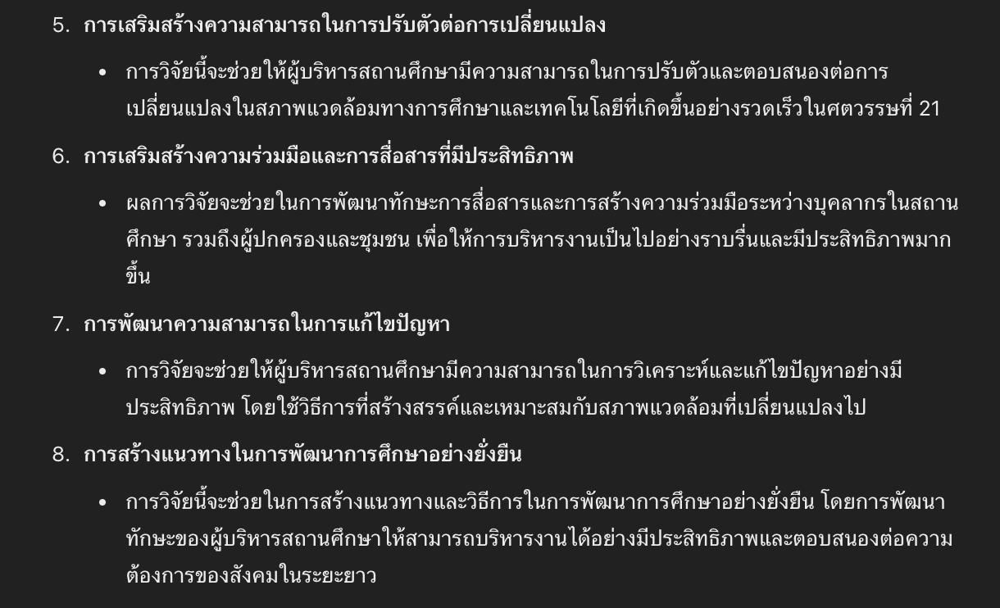 5. การเสริมสร้างความสามารถในการปรับตัวต่อการเปลี่ยนแปลง
• การวิจัยนี้จะช่วยให้ผู้บริหารสถานศึกษามีความสามารถในการปรับตัวและตอบสนองต่อการ
เปลี่ยนแปลงในสภาพแวดล้อมทางการศึกษาและเทคโนโลยีที่เกิดขึ้นอย่างรวดเร็วในศตวรรษที่ 21
6. การเสริมสร้างความร่วมมือและการสื่อสารที่มีประสิทธิภาพ
• ผลการวิจัยจะช่วยในการพัฒนาทักษะการสื่อสารและการสร้างความร่วมมือระหว่างบุคลากรในสถาน
ศึกษา รวมถึงผู้ปกครองและชุมชน เพื่อให้การบริหารงานเป็นไปอย่างราบรื่นและมีประสิทธิภาพมาก
ขึ้น
7. การพัฒนาความสามารถในการแก้ไขปัญหา
• การวิจัยจะช่วยให้ผู้บริหารสถานศึกษามีความสามารถในการวิเคราะห์และแก้ไขปัญหาอย่างมี
ประสิทธิภาพ โดยใช้วิธีการที่สร้างสรรค์และเหมาะสมกับสภาพแวดล้อมที่เปลี่ยนแปลงไป
8. การสร้างแนวทางในการพัฒนาการศึกษาอย่างยั่งยืน
• การวิจัยนี้จะช่วยในการสร้างแนวทางและวิธีการในการพัฒนาการศึกษาอย่างยั่งยืน โดยการพัฒนา
ทักษะของผู้บริหารสถานศึกษาให้สามารถบริหารงานได้อย่างมีประสิทธิภาพและตอบสนองต่อความ
ต้องการของสังคมในระยะยาว